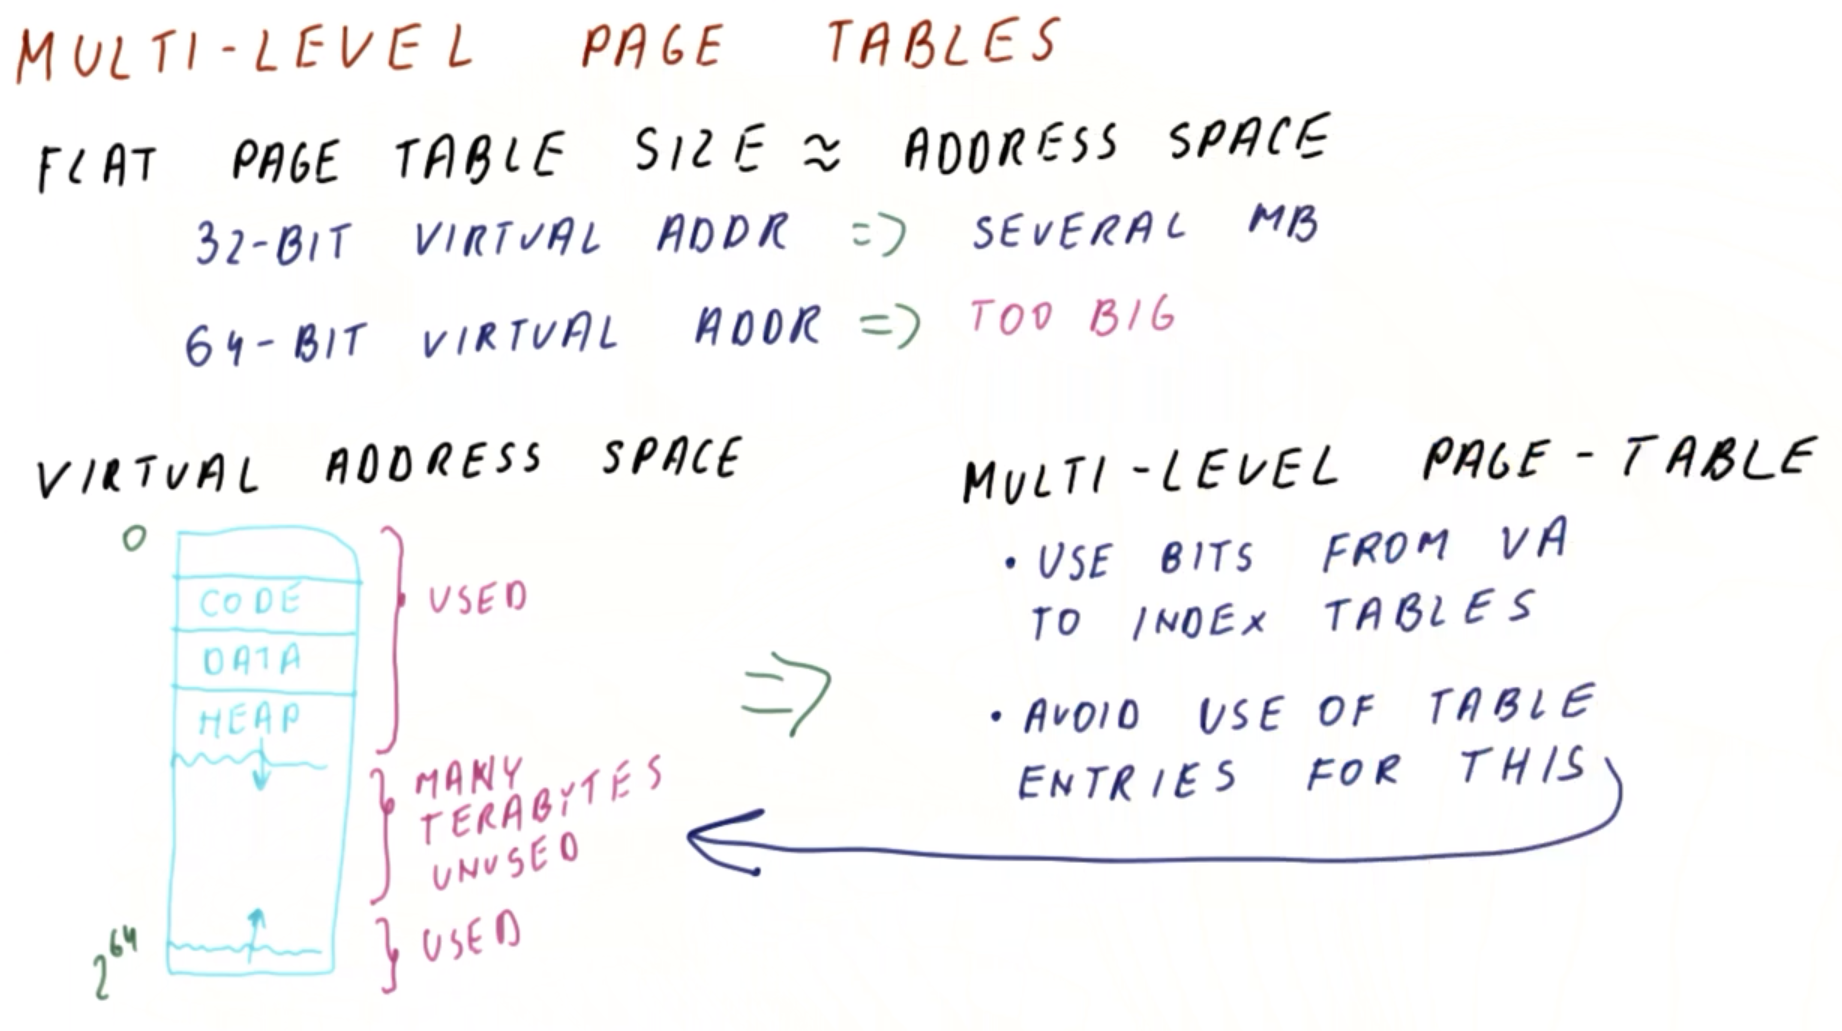 MULTI-LEVEL PAGE TABLES
FLAT PAGE TABLE SIZE ≈ ADDRESS SPACE
32-BIT VIRTUAL ADDR => SEVERAL MB
64-BIT VIRTUAL ADDR => TOO BIG
VIRTUAL ADDRESS SPACE
0
CODE
DATA
HEAP
2^64
USED
MANY
TERABYTES
UNUSED
USED
=>
MULTI-LEVEL PAGE-TABLE
• USE BITS FROM VA
TO INDEX TABLES
• AVOID USE OF TABLE
ENTRIES FOR THIS